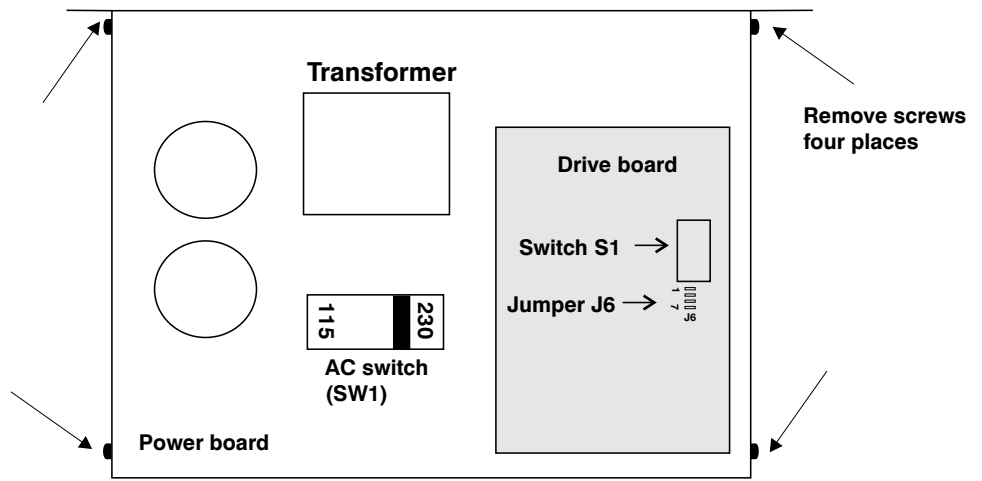 Transformer
Remove screws
four places
Drive board
Switch S1
Jumper J6
1
7
J6
115
230
AC switch
(SW1)
Power board